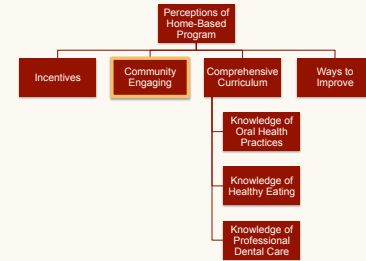 Perceptions of
Home-Based
Program
Incentives
Community
Engaging
Comprehensive
Curriculum
Ways to
Improve
Knowledge of
Oral Health
Practices
Knowledge of
Healthy Eating
Knowledge of
Professional
Dental Care